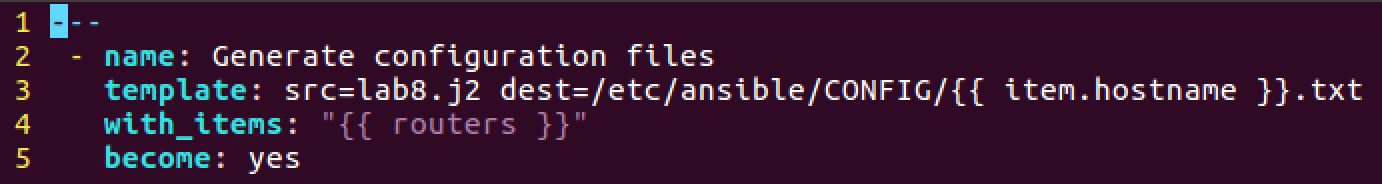 1 ---
2  - name: Generate configuration files
3    template: src=lab8.j2 dest=/etc/ansible/CONFIG/{{ item.hostname }}.txt
4    with_items: "{{ routers }}"
5    become: yes